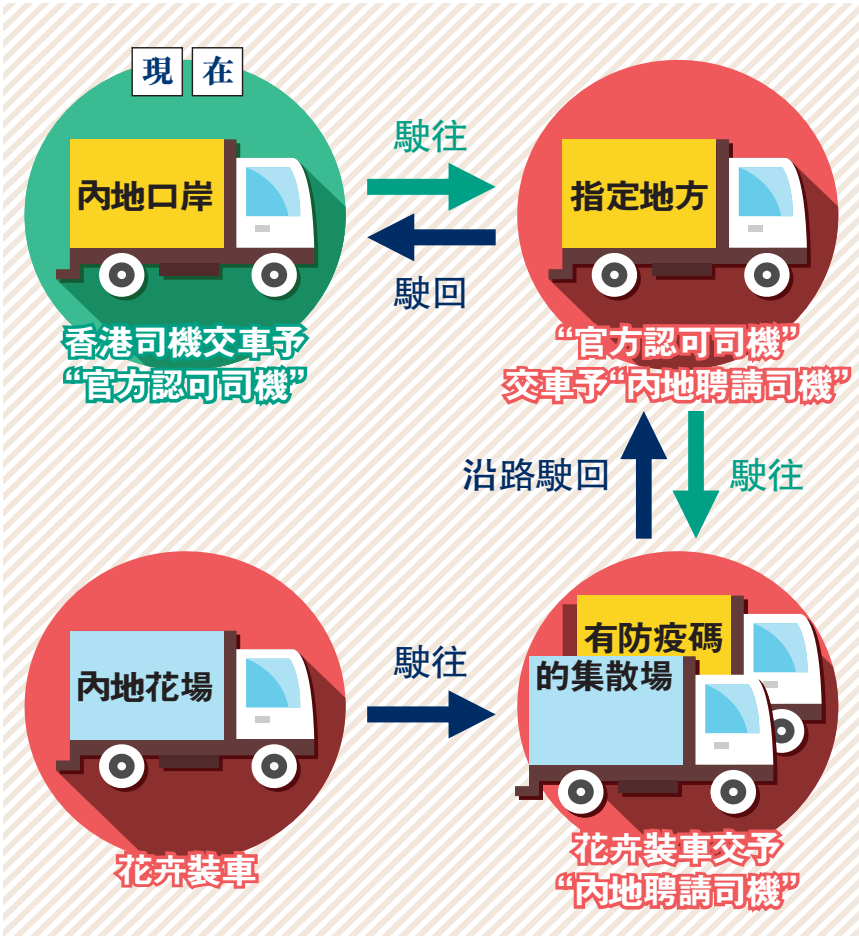 現在
內地口岸
香港司機交車予
“官方認可司機”
駛往
駛回
指定地方
“官方認可司機”
交車予“內地聘請司機”
沿路駛回
駛往
內地花場
花卉裝車
駛往
有防疫碼
的集散場
花卉裝車交予
“內地聘請司機”